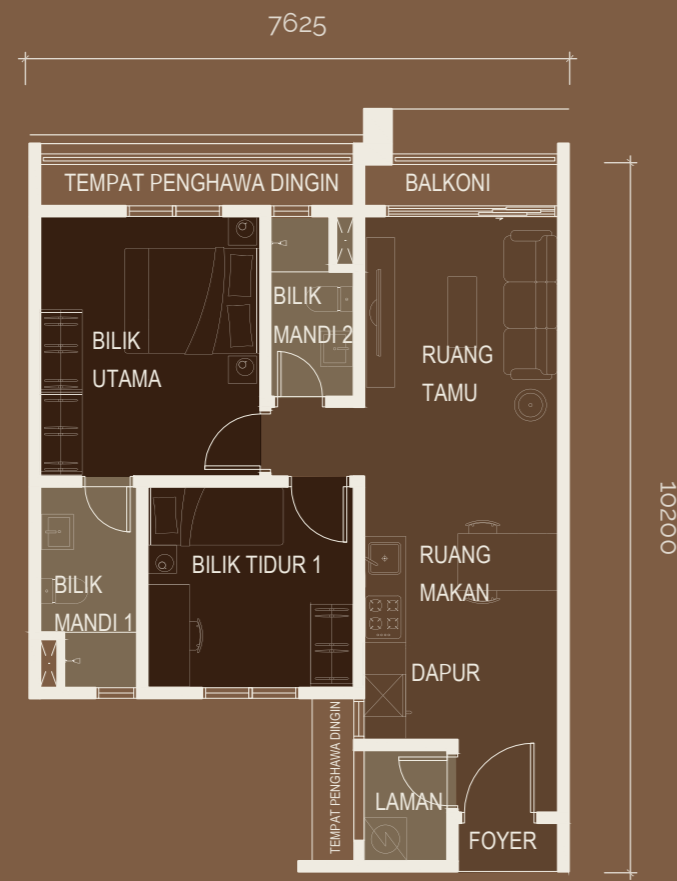 7625
TEMPAT PENGHAWA DINGIN
BALKONI
BILIK
MANDI 2
BILIK
UTAMA
RUANG
TAMU
10200
RUANG
MAKAN
BILIK TIDUR 1
BILIK
MANDI 1
DAPUR
TEMPAT PENGHAWA DINGIN
LAMAN
FOYER